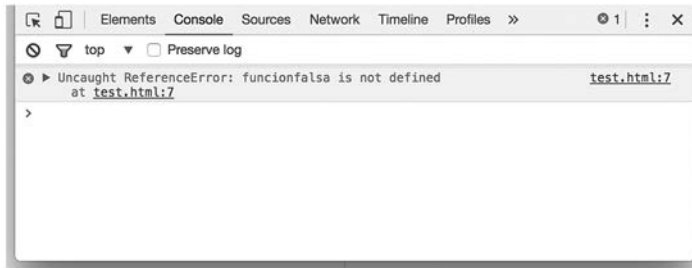 Elements Console Sources Network Timeline Profiles » 1
top ▼ Preserve log
▶ Uncaught ReferenceError: funcionfalsa is not defined test.html:7
at test.html:7
>